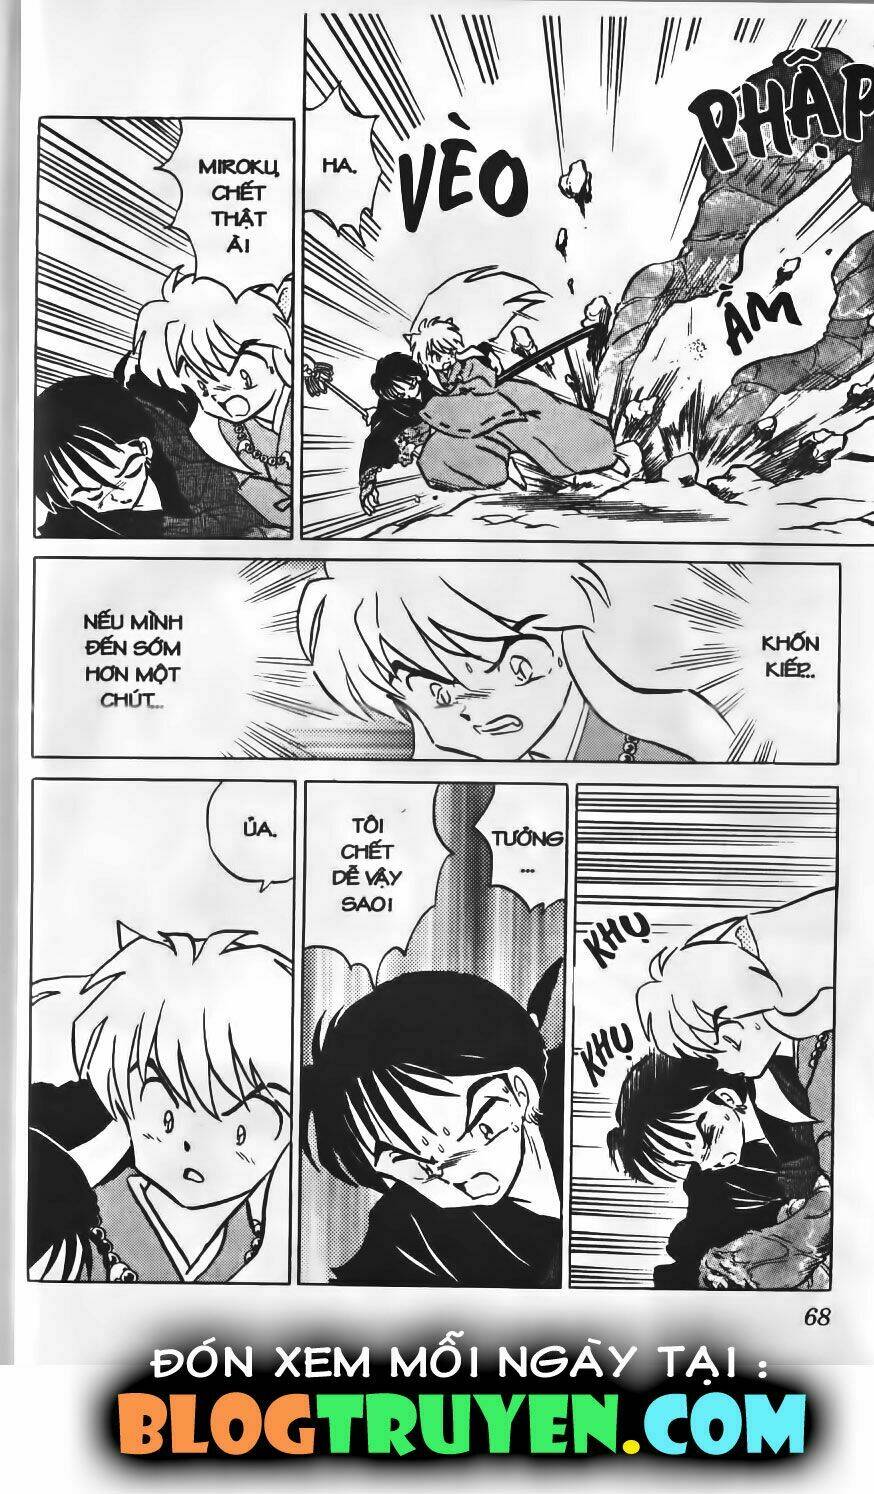 PHẬP
VÈO
HA.
ẦM
MIROKU,
CHẾT
THẬT
À!
KHỐN
KIẾP...
NẾU MÌNH
ĐẾN SỚM
HƠN MỘT
CHÚT...
KHỤ
KHỤ
TƯỞNG
...
TÔI
CHẾT
DỄ VẬY
SAO!
ỦA.
68
ĐÓN XEM MỖI NGÀY TẠI :
BLOGTRUYEN.COM